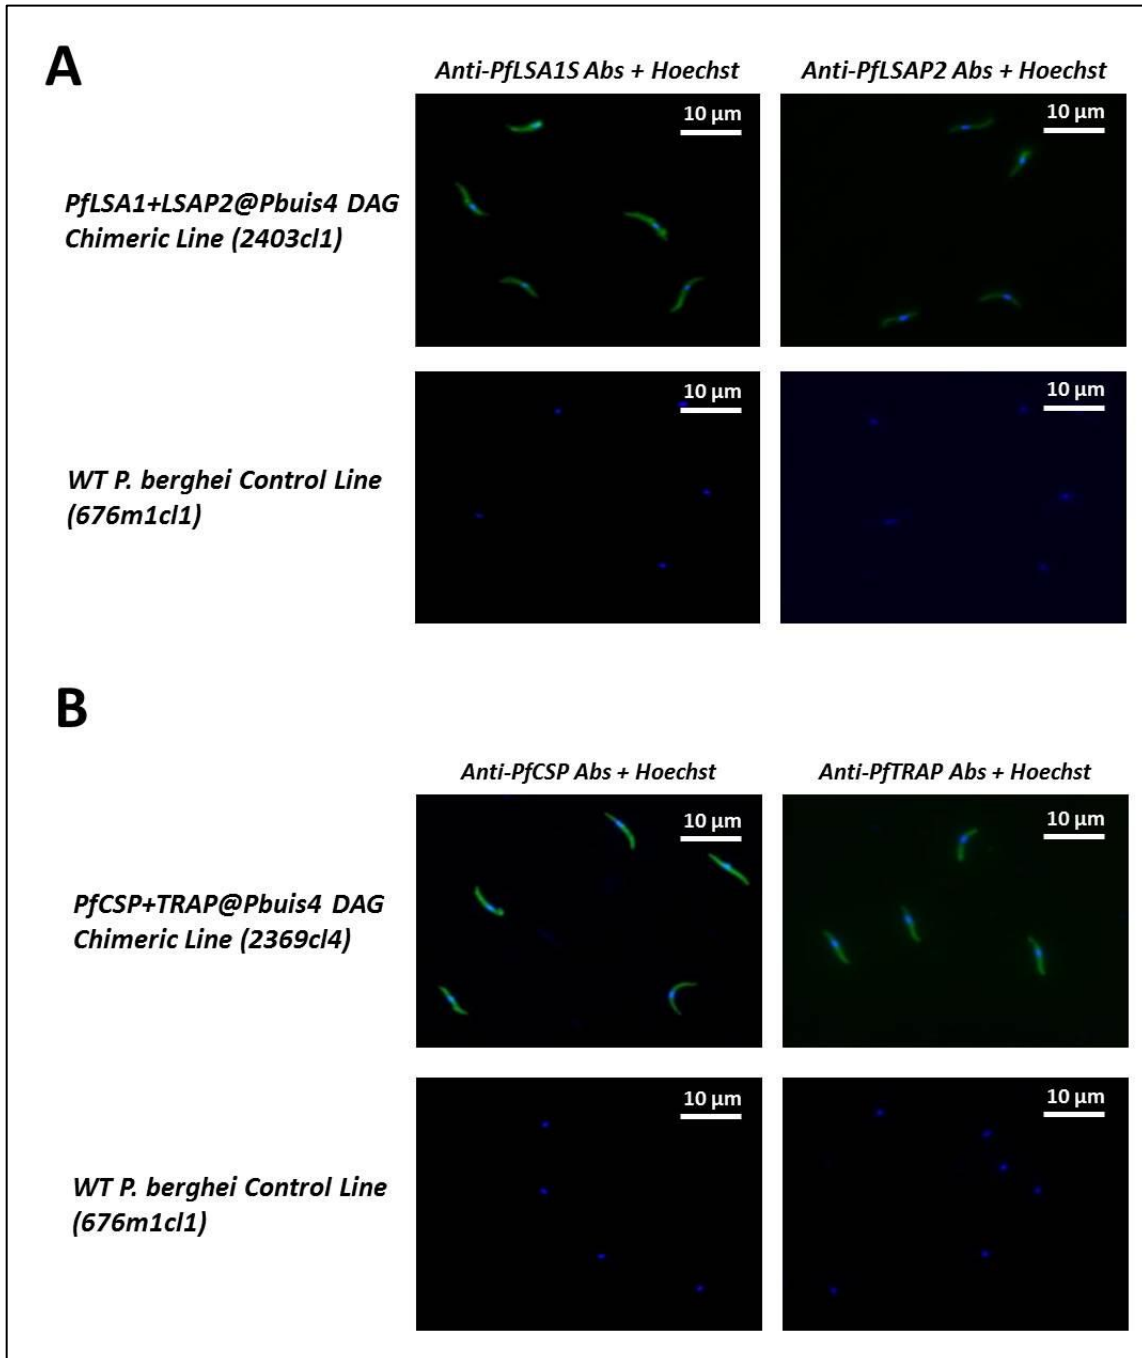 A
Anti-PfLSA1S Abs + Hoechst
Anti-PfLSAP2 Abs + Hoechst
PfLSA1+LSAP2@Pbuis4 DAG
Chimeric Line (2403cl1)
10 µm
10 µm
WT P. berghei Control Line
(676m1cl1)
10 µm
10 µm
B
Anti-PfCSP Abs + Hoechst
Anti-PfTRAP Abs + Hoechst
PfCSP+TRAP@Pbuis4 DAG
Chimeric Line (2369cl4)
10 µm
10 µm
WT P. berghei Control Line
(676m1cl1)
10 µm
10 µm